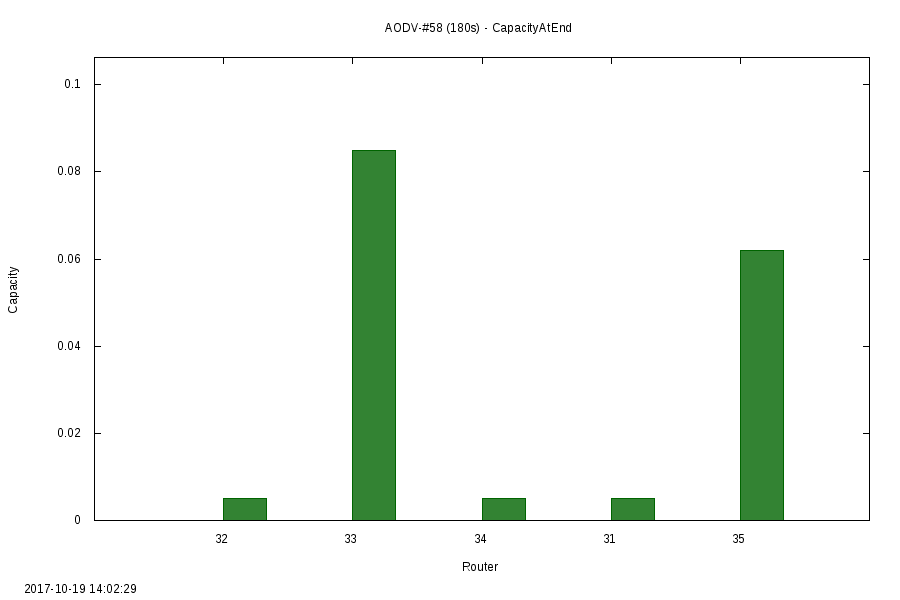 AODV-#58 (180s) - CapacityAtEnd
0.1
0.08
0.06
0.04
0.02
0
Capacity
32 33 34 31 35
Router
2017-10-19 14:02:29